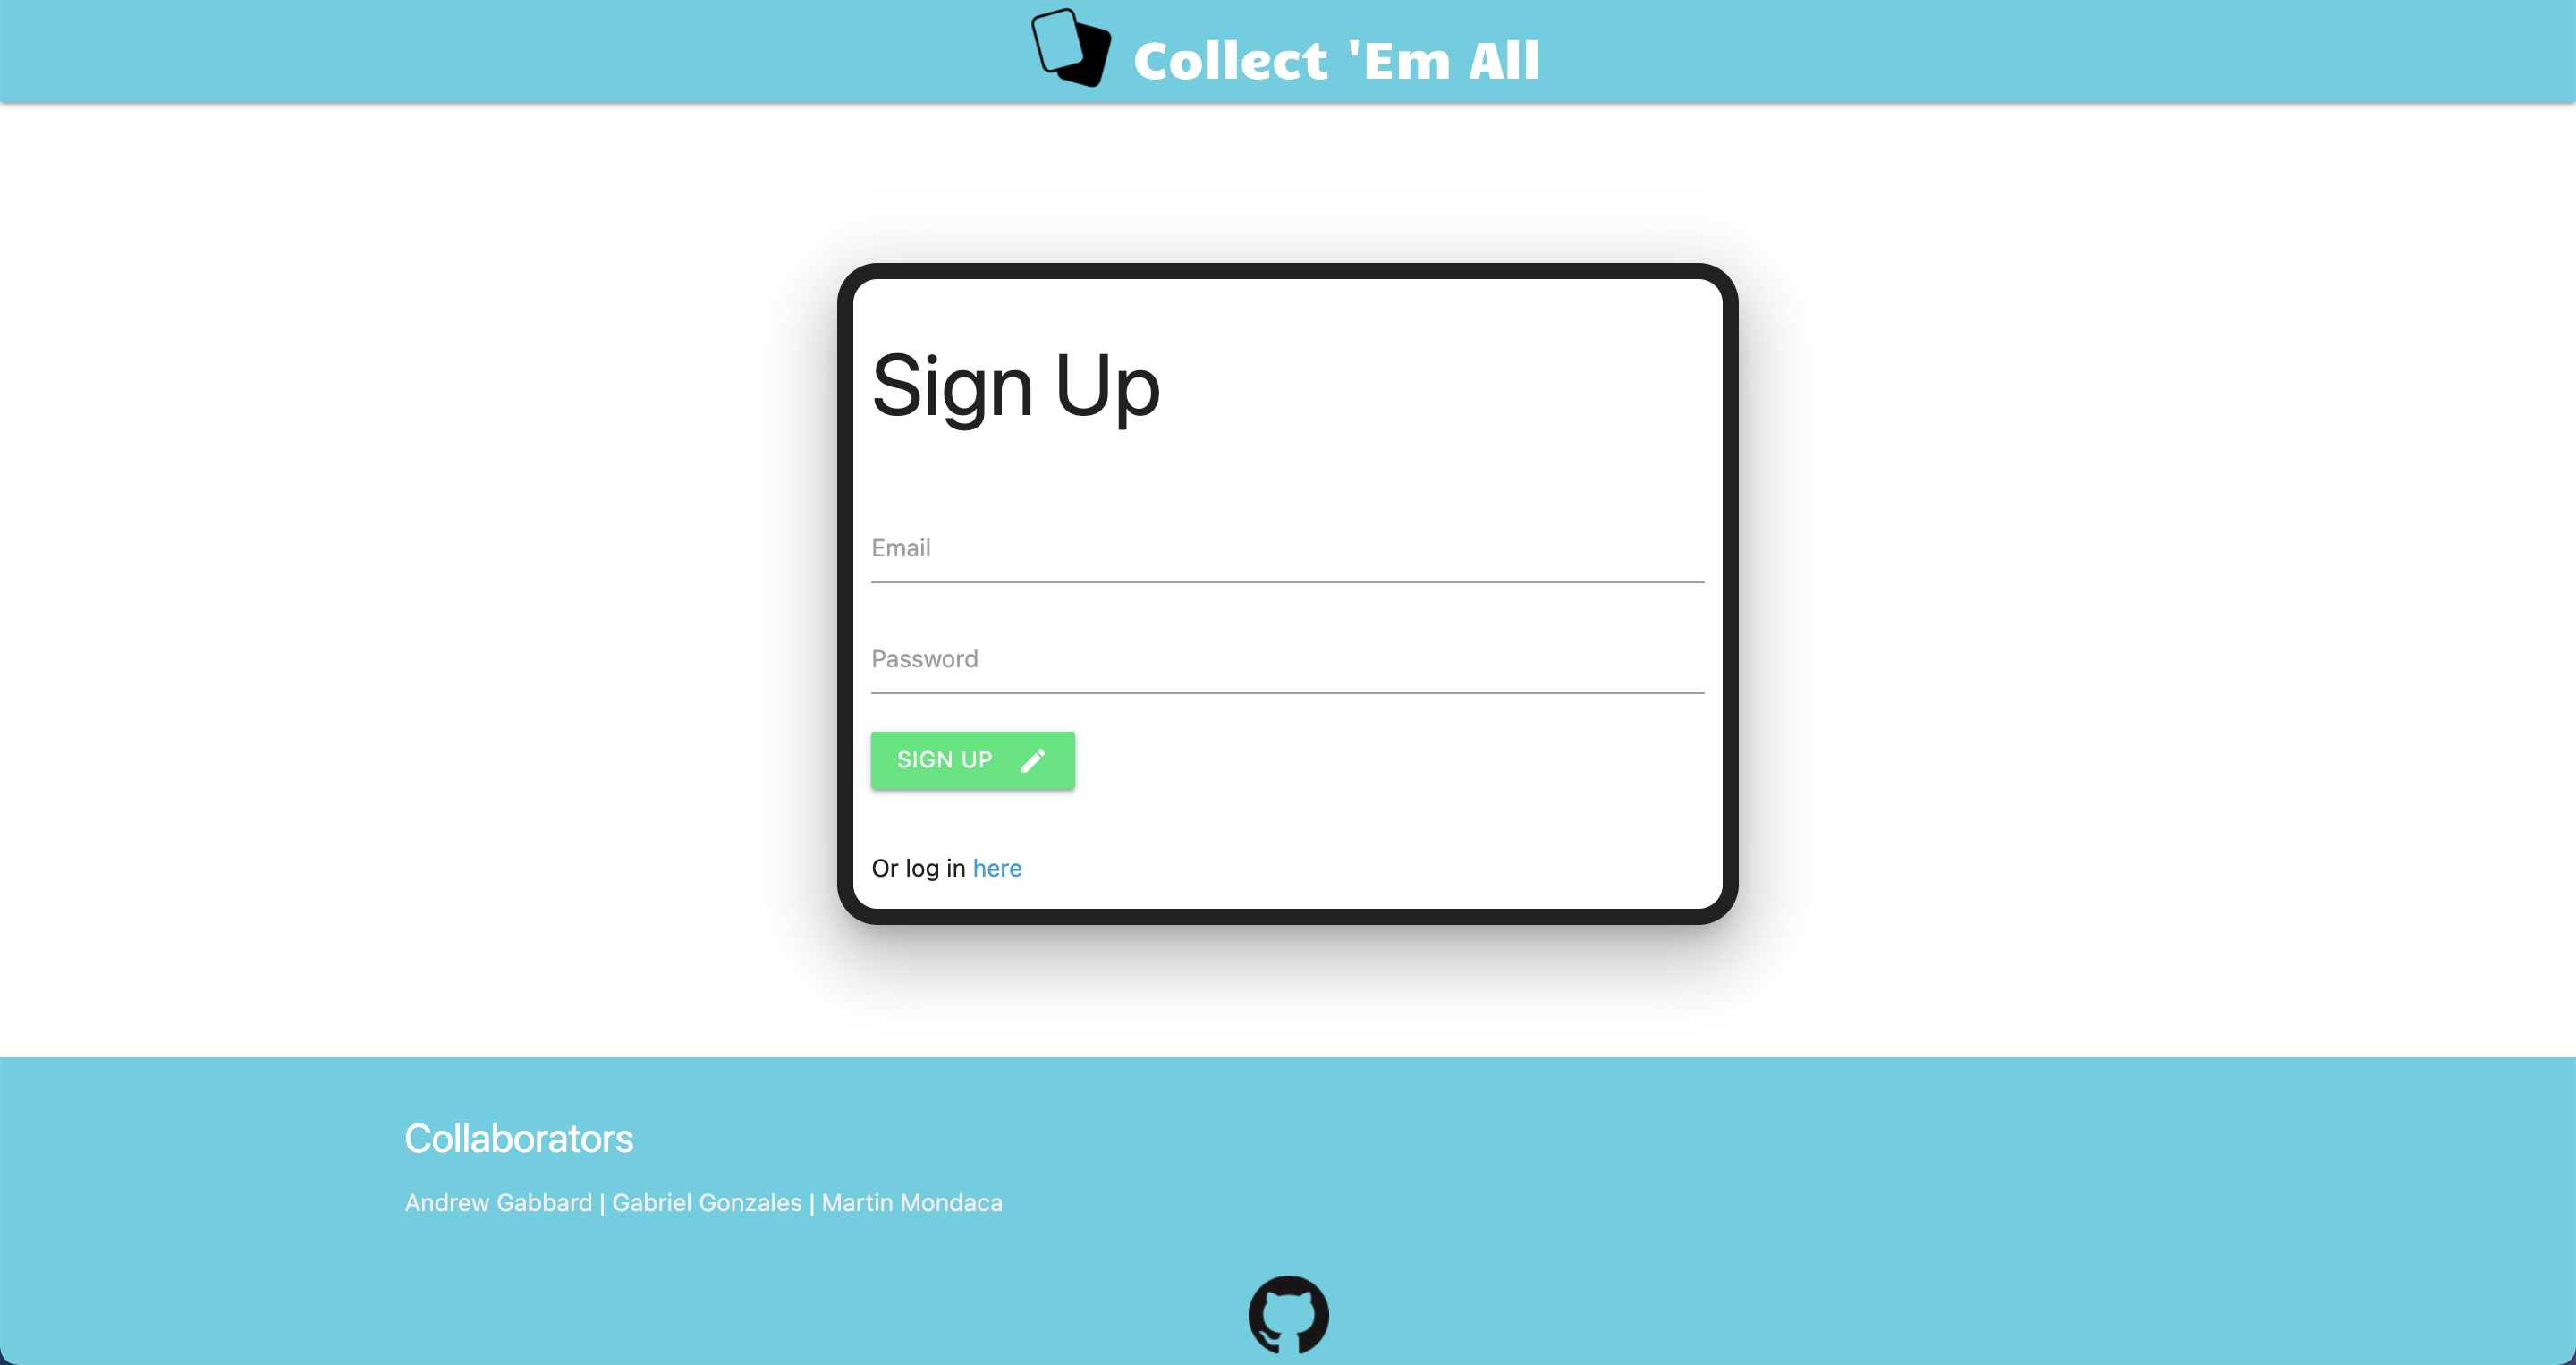 Collect 'Em All
Sign Up
Email
Password
SIGN UP
Or log in here
Collaborators
Andrew Gabbard | Gabriel Gonzales | Martin Mondaca